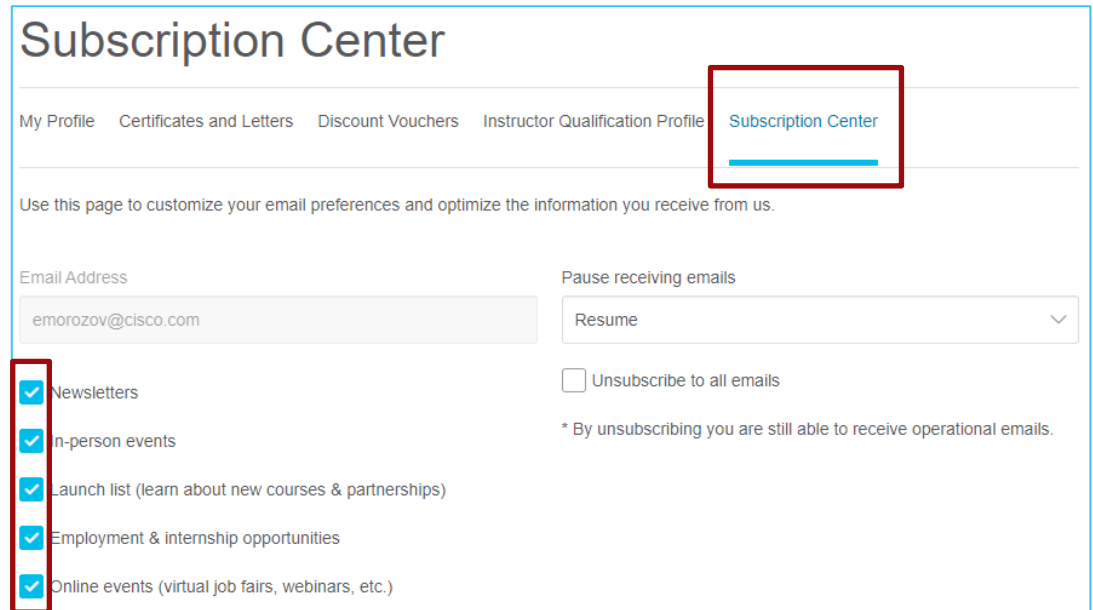 Subscription Center
My Profile Certificates and Letters Discount Vouchers Instructor Qualification Profile Subscription Center
Use this page to customize your email preferences and optimize the information you receive from us.
Email Address
emorozov@cisco.com
Newsletters
In-person events
Launch list (learn about new courses & partnerships)
Employment & internship opportunities
Online events (virtual job fairs, webinars, etc.)
Pause receiving emails
Resume
Unsubscribe to all emails
* By unsubscribing you are still able to receive operational emails.